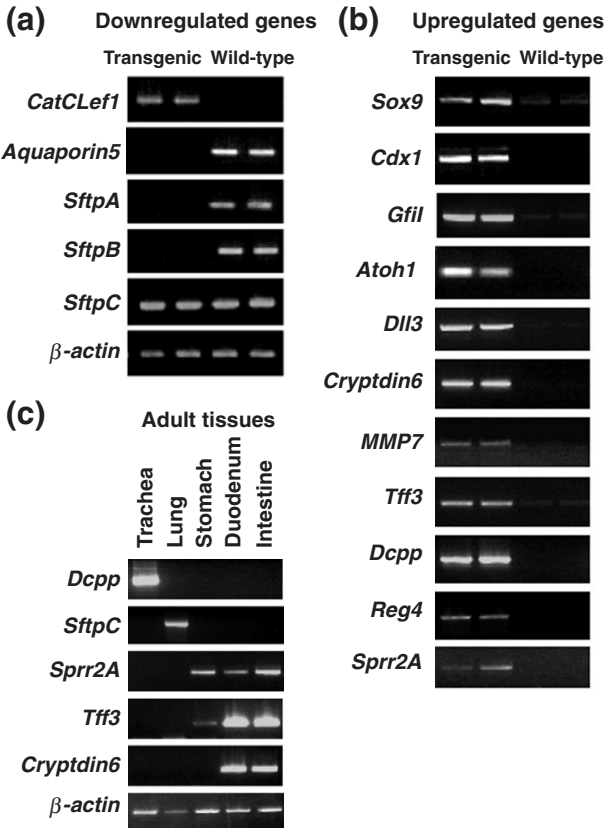 (a) Downregulated genes
Transgenic Wild-type
CatCLef1
Aquaporin5
SftpA
SftpB
SftpC
β-actin
(b) Upregulated genes
Transgenic Wild-type
Sox9
Cdx1
Gfil
Atoh1
Dll3
Cryptdin6
MMP7
Tff3
Dcpp
Reg4
Sprr2A
(c) Adult tissues
Trachea
Lung
Stomach
Duodenum
Intestine
Dcpp
SftpC
Sprr2A
Tff3
Cryptdin6
β-actin